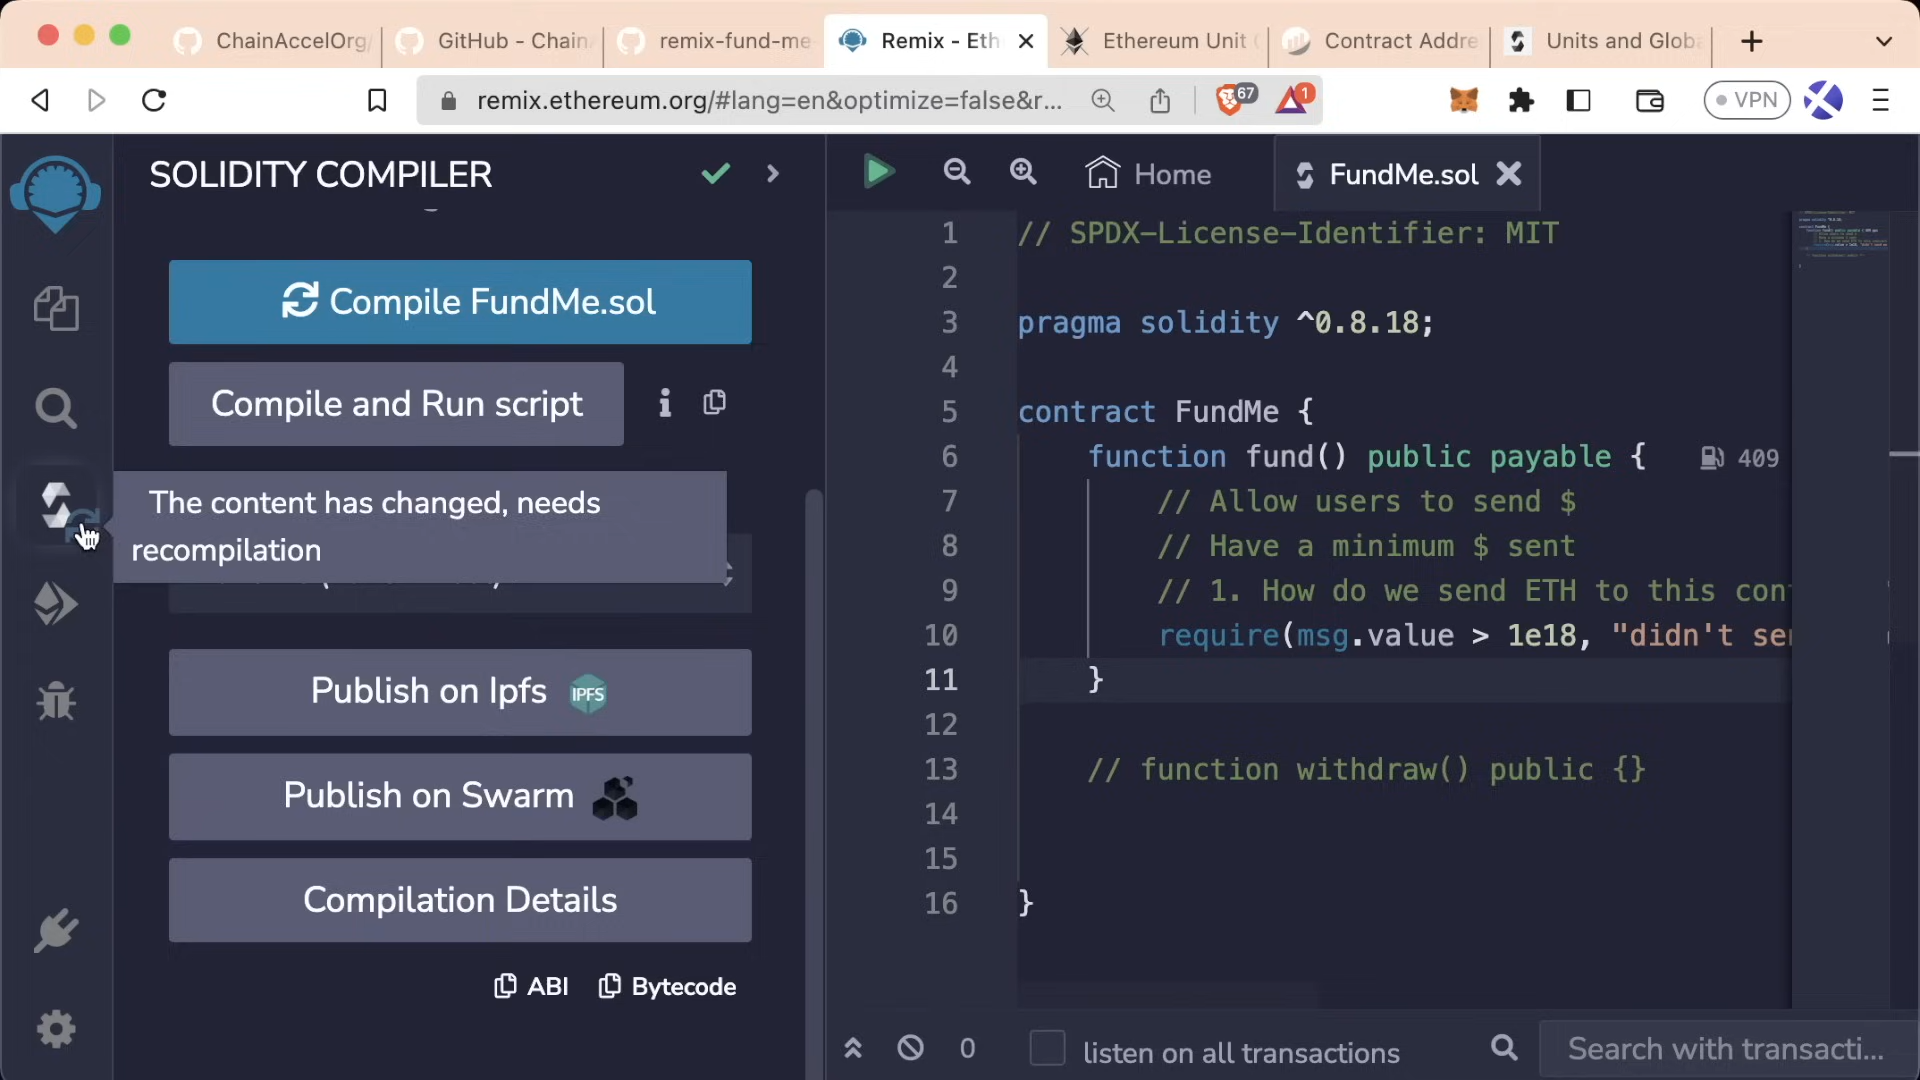 ChainAccelOrg/
GitHub - Chain
remix-fund-me
Remix - Eth
Ethereum Unit
Contract Addre
Units and Glob
remix.ethereum.org/#lang=en&optimize=false&r...
67
1
VPN
SOLIDITY COMPILER
Compile FundMe.sol
Compile and Run script
The content has changed, needs
recompilation
Publish on Ipfs
IPFS
Publish on Swarm
Compilation Details
ABI
Bytecode
Home
FundMe.sol
1 // SPDX-License-Identifier: MIT
2
3 pragma solidity ^0.8.18;
4
5 contract FundMe {
6 function fund() public payable { 409
7 // Allow users to send $
8 // Have a minimum $ sent
9 // 1. How do we send ETH to this con
10 require(msg.value > 1e18, "didn't se
11 }
12
13 // function withdraw() public {}
14
15
16 }
0
listen on all transactions
Search with transacti...